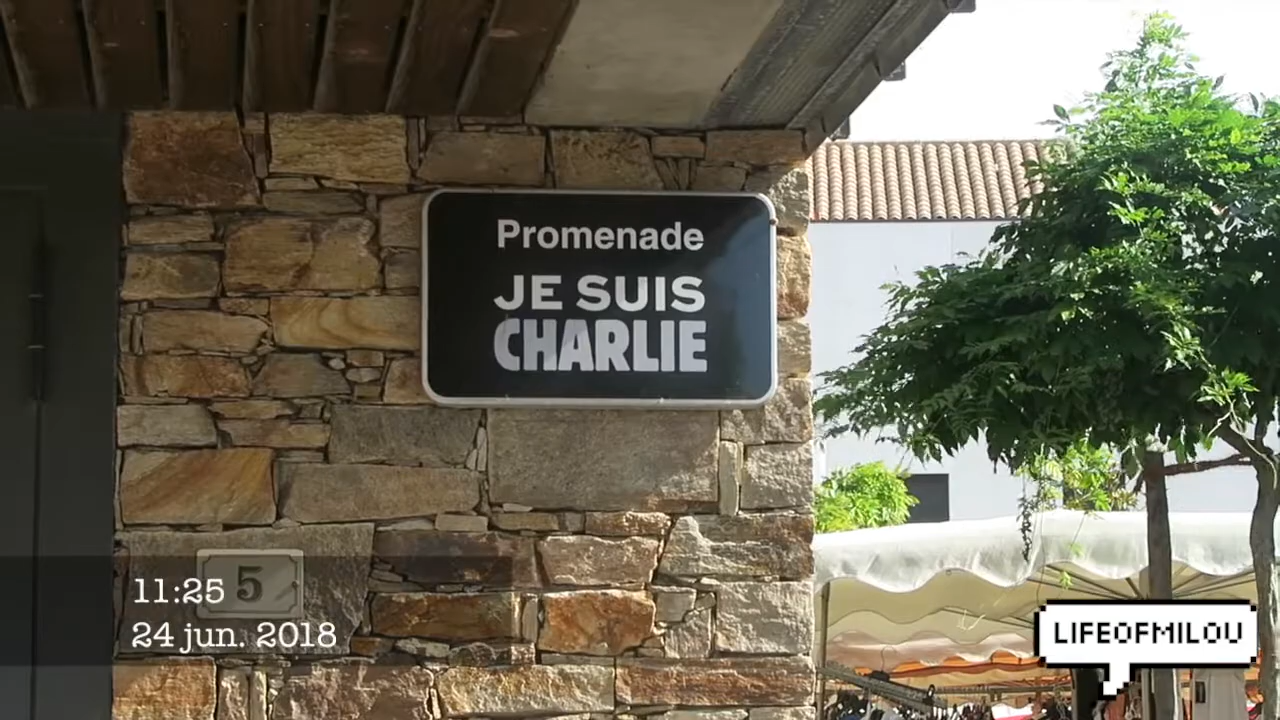 Promenade
JE SUIS
CHARLIE
5
11:25
24 jun. 2018
LIFEOFMILOU